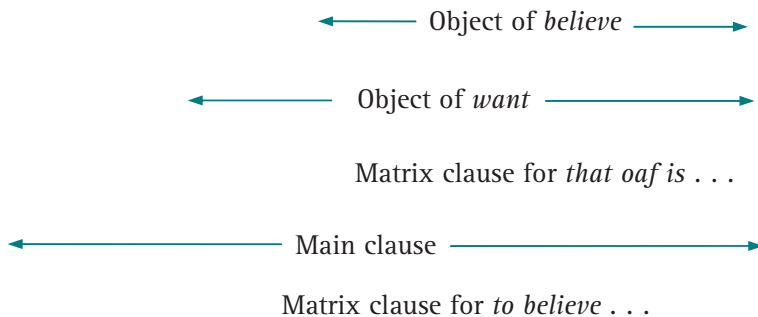 Object of believe
Object of want
Matrix clause for that oaf is . . .
Main clause
Matrix clause for to believe . . .